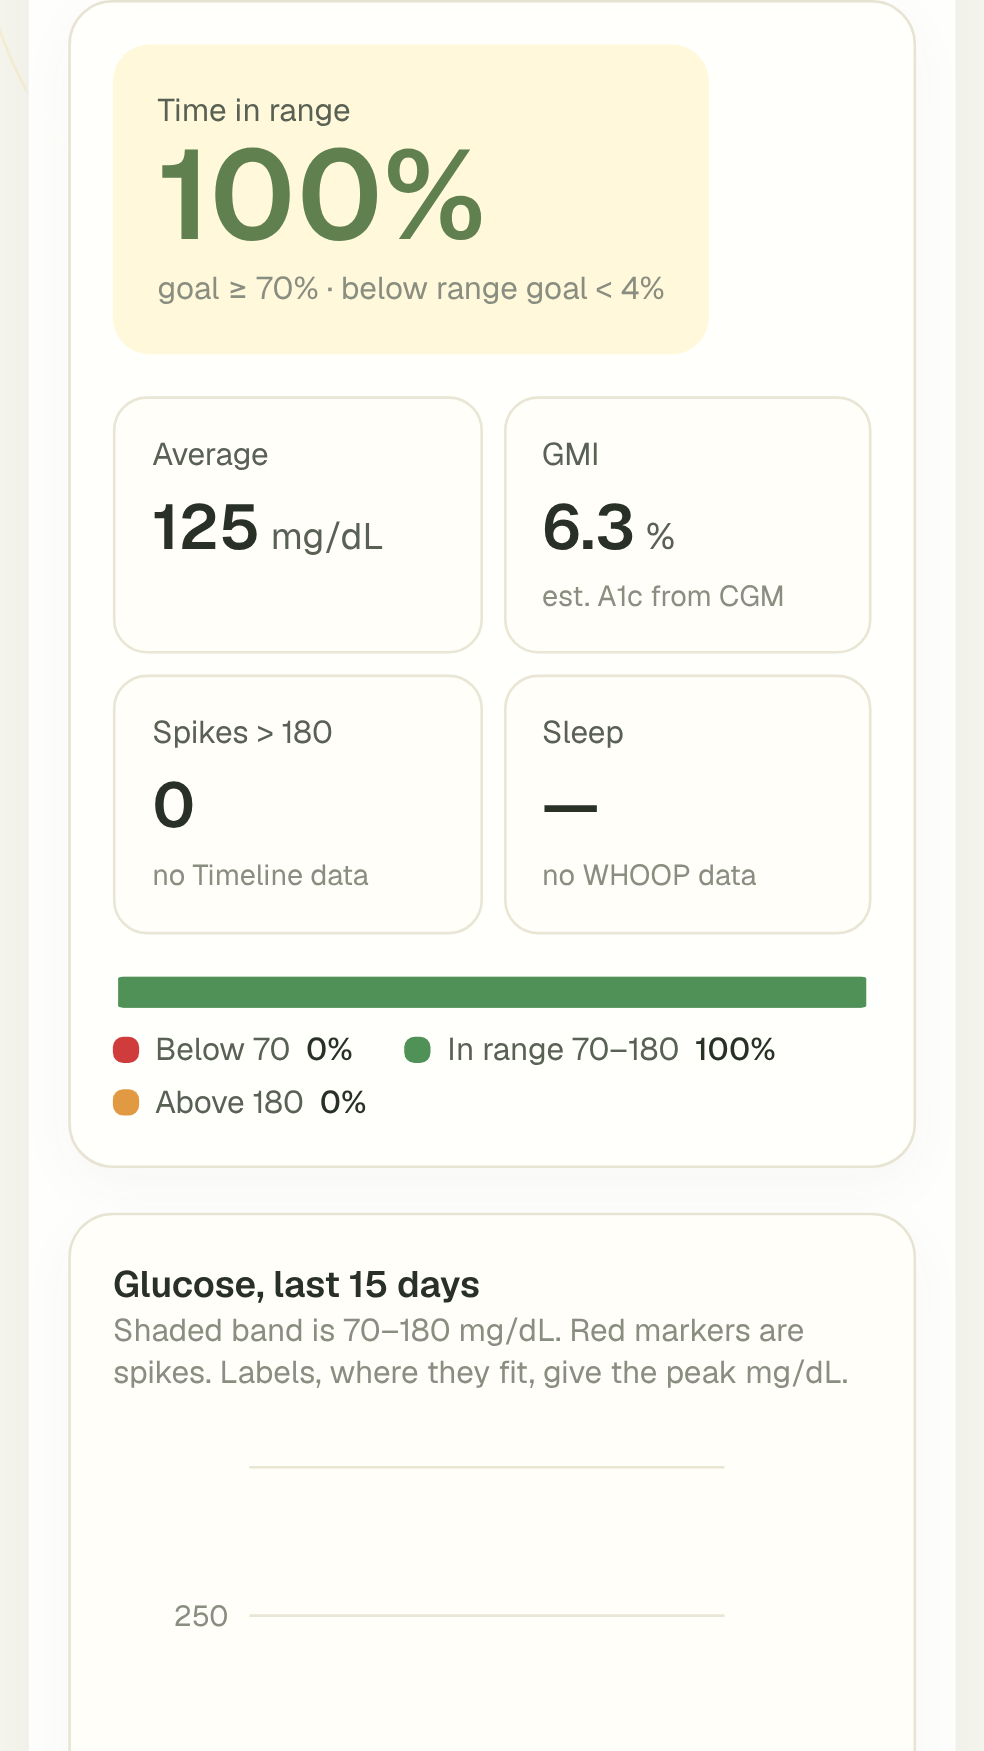 Time in range
100%
goal ≥ 70% · below range goal < 4%
Average
125 mg/dL
GMI
6.3 %
est. A1c from CGM
Spikes > 180
0
no Timeline data
Sleep
—
no WHOOP data
Below 70 0%
In range 70–180 100%
Above 180 0%
Glucose, last 15 days
Shaded band is 70–180 mg/dL. Red markers are
spikes. Labels, where they fit, give the peak mg/dL.
250